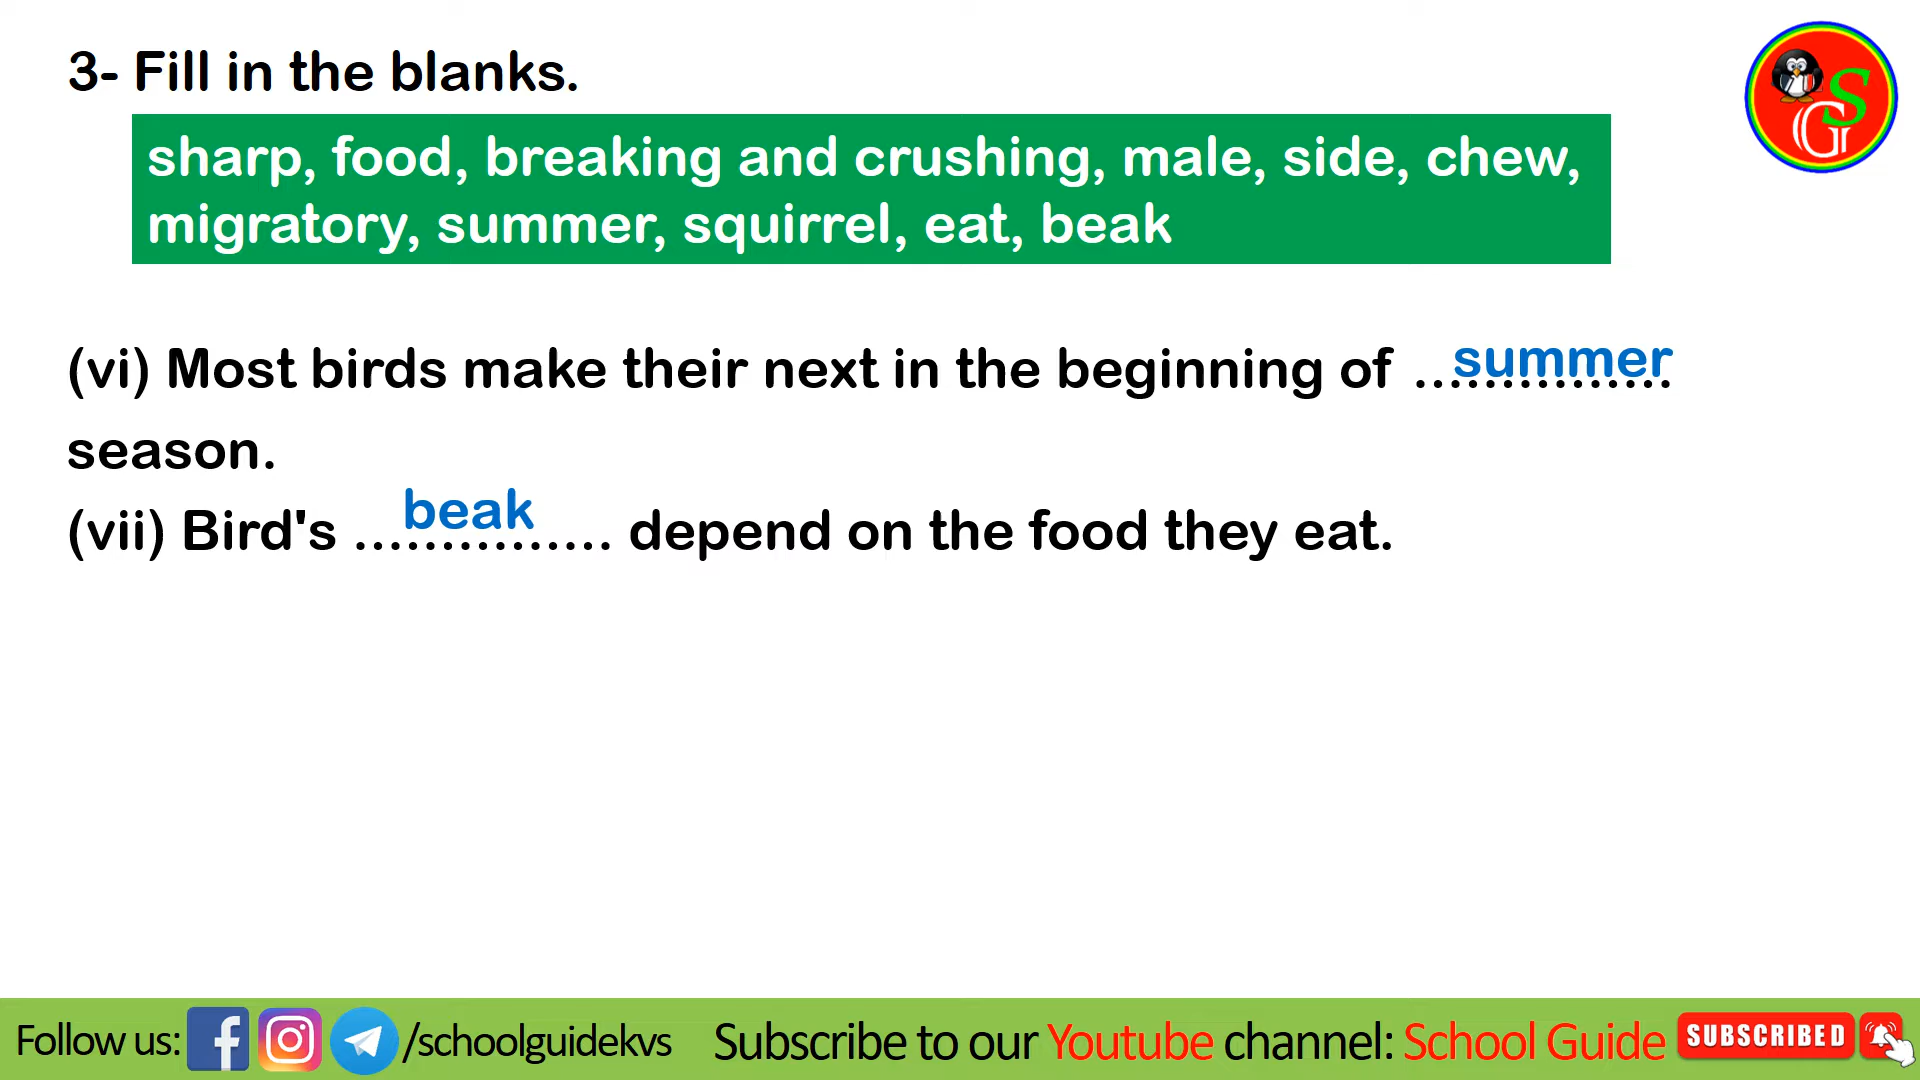 3- Fill in the blanks.
SG
sharp, food, breaking and crushing, male, side, chew,
migratory, summer, squirrel, eat, beak
(vi) Most birds make their next in the beginning of ...............summer
season.
(vii) Bird's ...............beak depend on the food they eat.
Follow us: /schoolguidekvs Subscribe to our Youtube channel: School Guide SUBSCRIBED